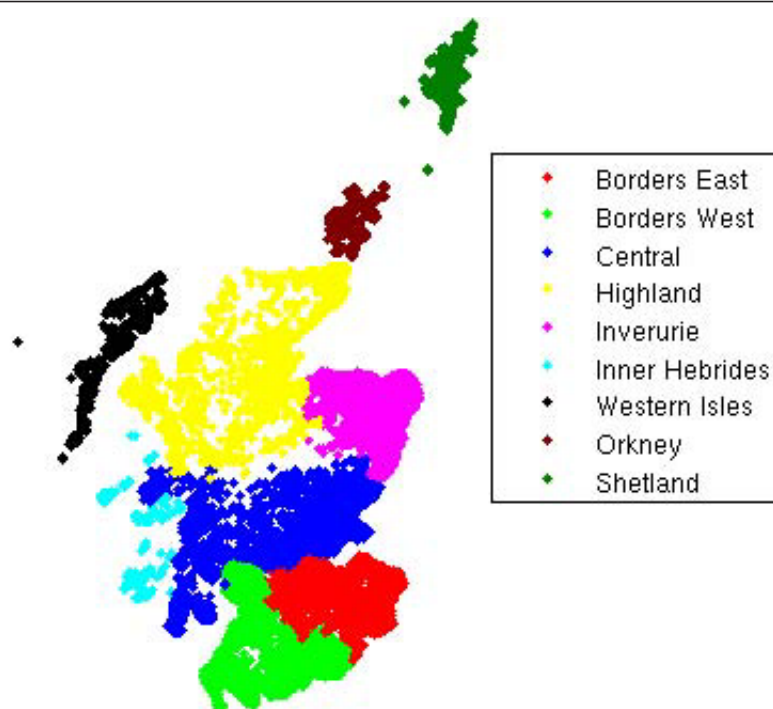 Borders East
Borders West
Central
Highland
Inverurie
Inner Hebrides
Western Isles
Orkney
Shetland